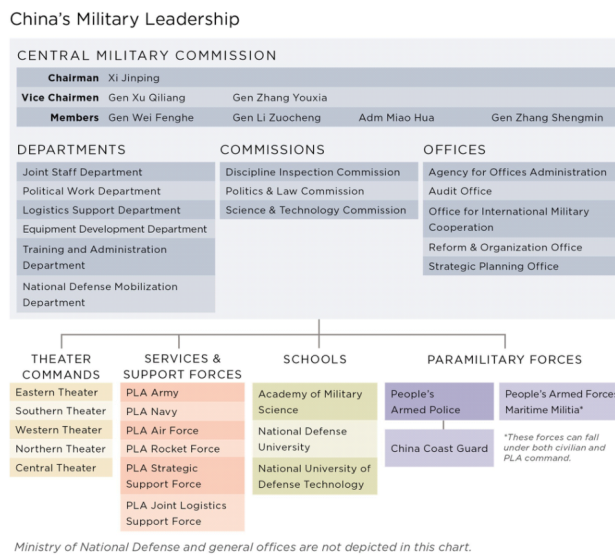 China's Military Leadership
CENTRAL MILITARY COMMISSION
Chairman Xi Jinping
Vice Chairmen Gen Xu Qiliang Gen Zhang Youxia
Members Gen Wei Fenghe Gen Li Zuocheng Adm Miao Hua Gen Zhang Shengmin
DEPARTMENTS
Joint Staff Department
Political Work Department
Logistics Support Department
Equipment Development Department
Training and Administration
Department
National Defense Mobilization
Department
COMMISSIONS
Discipline Inspection Commission
Politics & Law Commission
Science & Technology Commission
OFFICES
Agency for Offices Administration
Audit Office
Office for International Military
Cooperation
Reform & Organization Office
Strategic Planning Office
THEATER
COMMANDS
Eastern Theater
Southern Theater
Western Theater
Northern Theater
Central Theater
SERVICES &
SUPPORT FORCES
PLA Army
PLA Navy
PLA Air Force
PLA Rocket Force
PLA Strategic
Support Force
PLA Joint Logistics
Support Force
SCHOOLS
Academy of Military
Science
National Defense
University
National University of
Defense Technology
PARAMILITARY FORCES
People's
Armed Police
China Coast Guard
People's Armed Forces
Maritime Militia*
*These forces can fall
under both civilian and
PLA command.
Ministry of National Defense and general offices are not depicted in this chart.